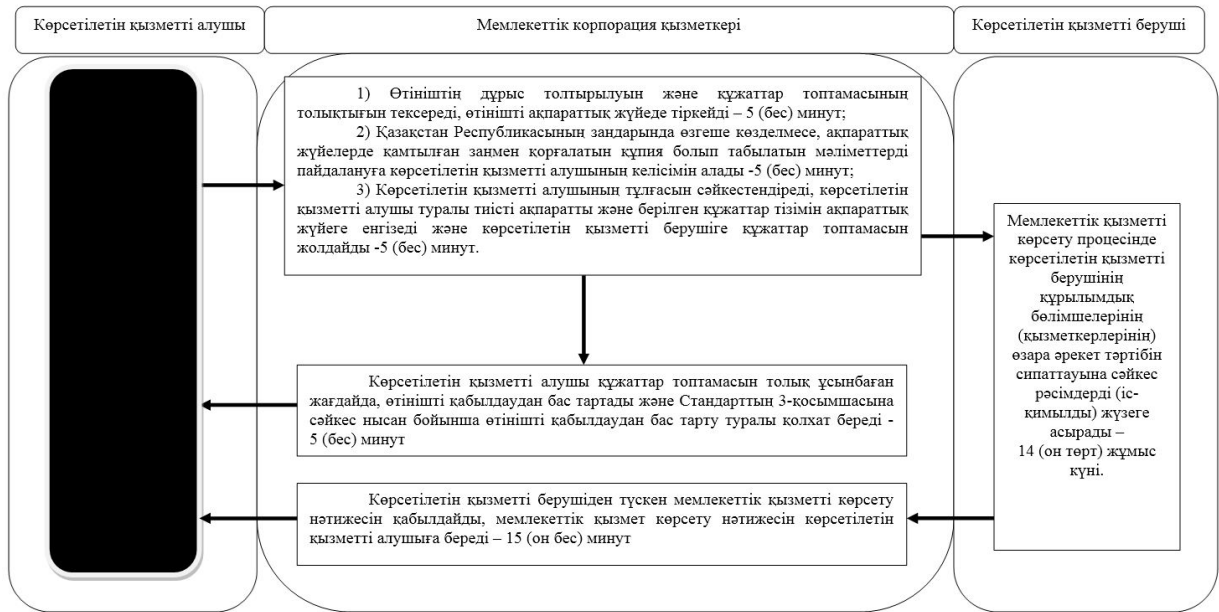 Көрсетілетін қызметті алушы
Мемлекеттік корпорация қызметкері
Көрсетілетін қызметті беруші
1) Өтініштің дұрыс толтырылуын және құжаттар топтамасының
толықтығын тексереді, өтінішті ақпараттық жүйеде тіркейді – 5 (бес) минут;
2) Қазақстан Республикасының зандарында өзгеше көзделмесе, ақпараттық
жүйелерде қамтылған заңмен қорғалатын құпия болып табылатын мәліметтерді
пайдалануға көрсетілетін қызметті алушының келісімін алады -5 (бес) минут;
3) Көрсетілетін қызметті алушының тұлғасын сәйкестендіреді, көрсетілетін
қызметті алушы туралы тиісті ақпаратты және берілген құжаттар тізімін ақпараттық
жүйеге енгізеді және көрсетілетін қызметті берушіге құжаттар топтамасын
жолдайды -5 (бес) минут.
Көрсетілетін қызметті алушы құжаттар топтамасын толық ұсынбаған
жағдайда, өтінішті қабылдаудан бас тартады және Стандарттың 3-қосымшасына
сәйкес нысан бойынша өтінішті қабылдаудан бас тарту туралы қолхат береді -
5 (бес) минут
Көрсетілетін қызметті берушіден түскен мемлекеттік қызметті көрсету
нәтижесін қабылдайды, мемлекеттік қызмет көрсету нәтижесін көрсетілетін
қызметті алушыға береді – 15 (он бес) минут
Мемлекеттік қызметті
көрсету процесінде
көрсетілетін қызметті
берушінің
құрылымдық
бөлімшелерінің
(қызметкерлерінің)
өзара әрекет тәртібін
сипаттауына сәйкес
рәсімдерді (іс-
қимылды) жүзеге
асырады –
14 (он төрт) жұмыс
күні.